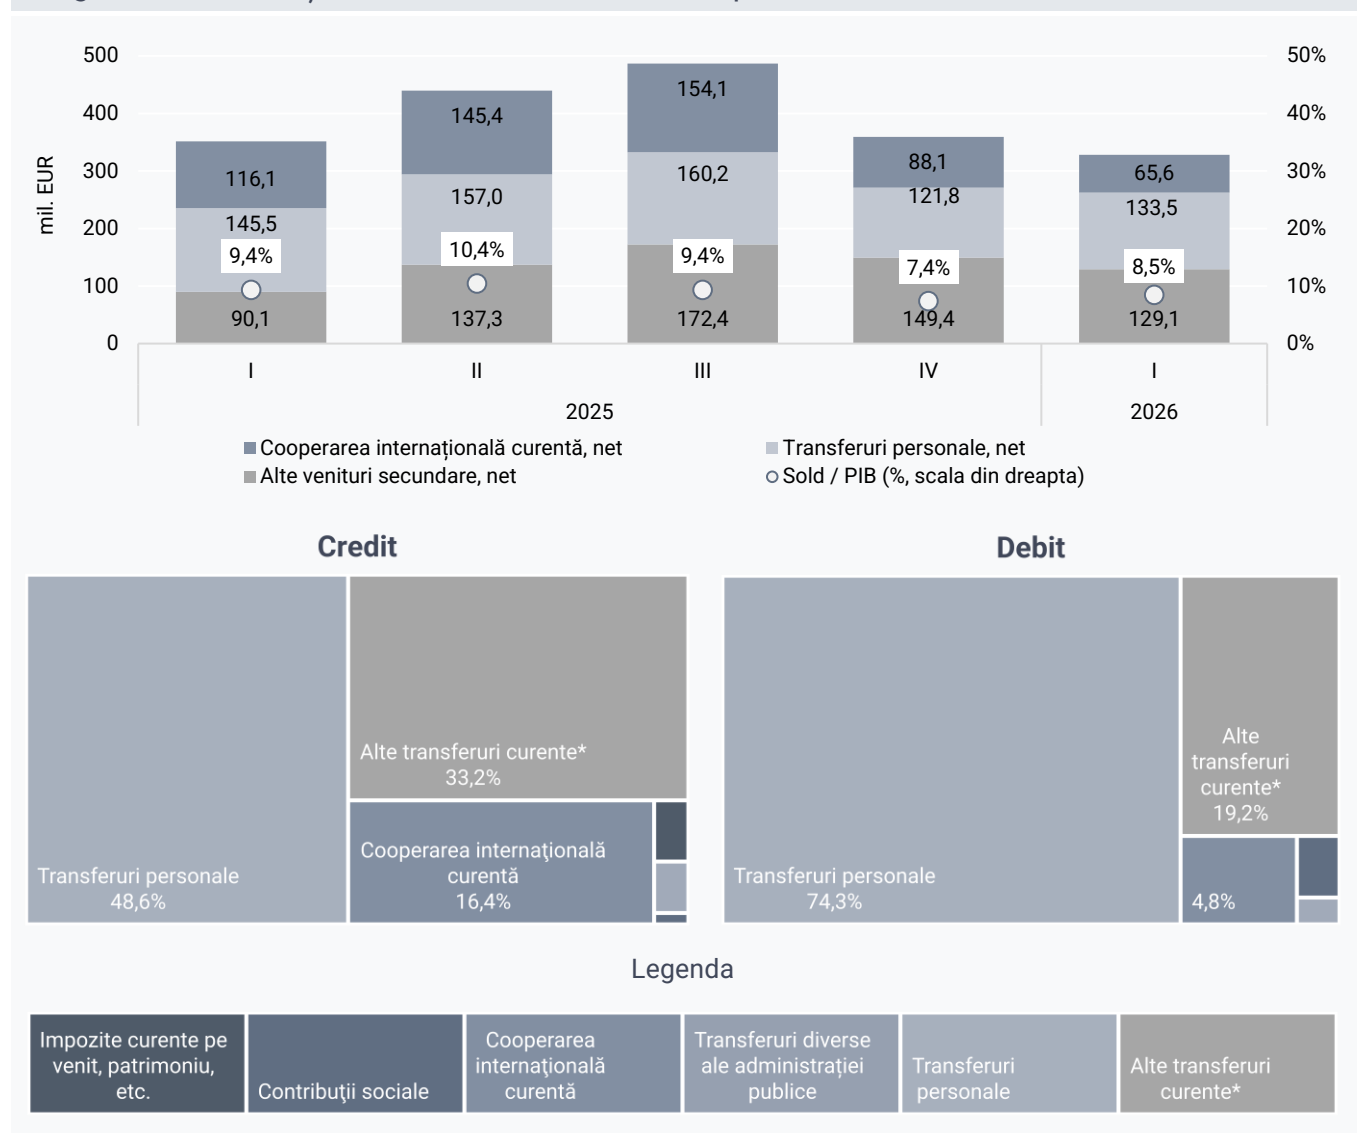 500
400
300
200
100
0
mil. EUR
50%
40%
30%
20%
10%
0%
116,1
145,5
9,4%
90,1
145,4
157,0
10,4%
137,3
154,1
160,2
9,4%
172,4
88,1
121,8
7,4%
149,4
65,6
133,5
8,5%
129,1
I
II
III
IV
I
2025
2026
Cooperarea internațională curentă, net
Transferuri personale, net
Alte venituri secundare, net
Sold / PIB (%, scala din dreapta)
Credit
Transferuri personale
48,6%
Alte transferuri curente*
33,2%
Cooperarea internaţională
curentă
16,4%
Debit
Transferuri personale
74,3%
Alte
transferuri
curente*
19,2%
4,8%
Legenda
Impozite curente pe
venit, patrimoniu,
etc.
Contribuţii sociale
Cooperarea
internaţională
curentă
Transferuri diverse
ale administrației
publice
Transferuri
personale
Alte transferuri
curente*